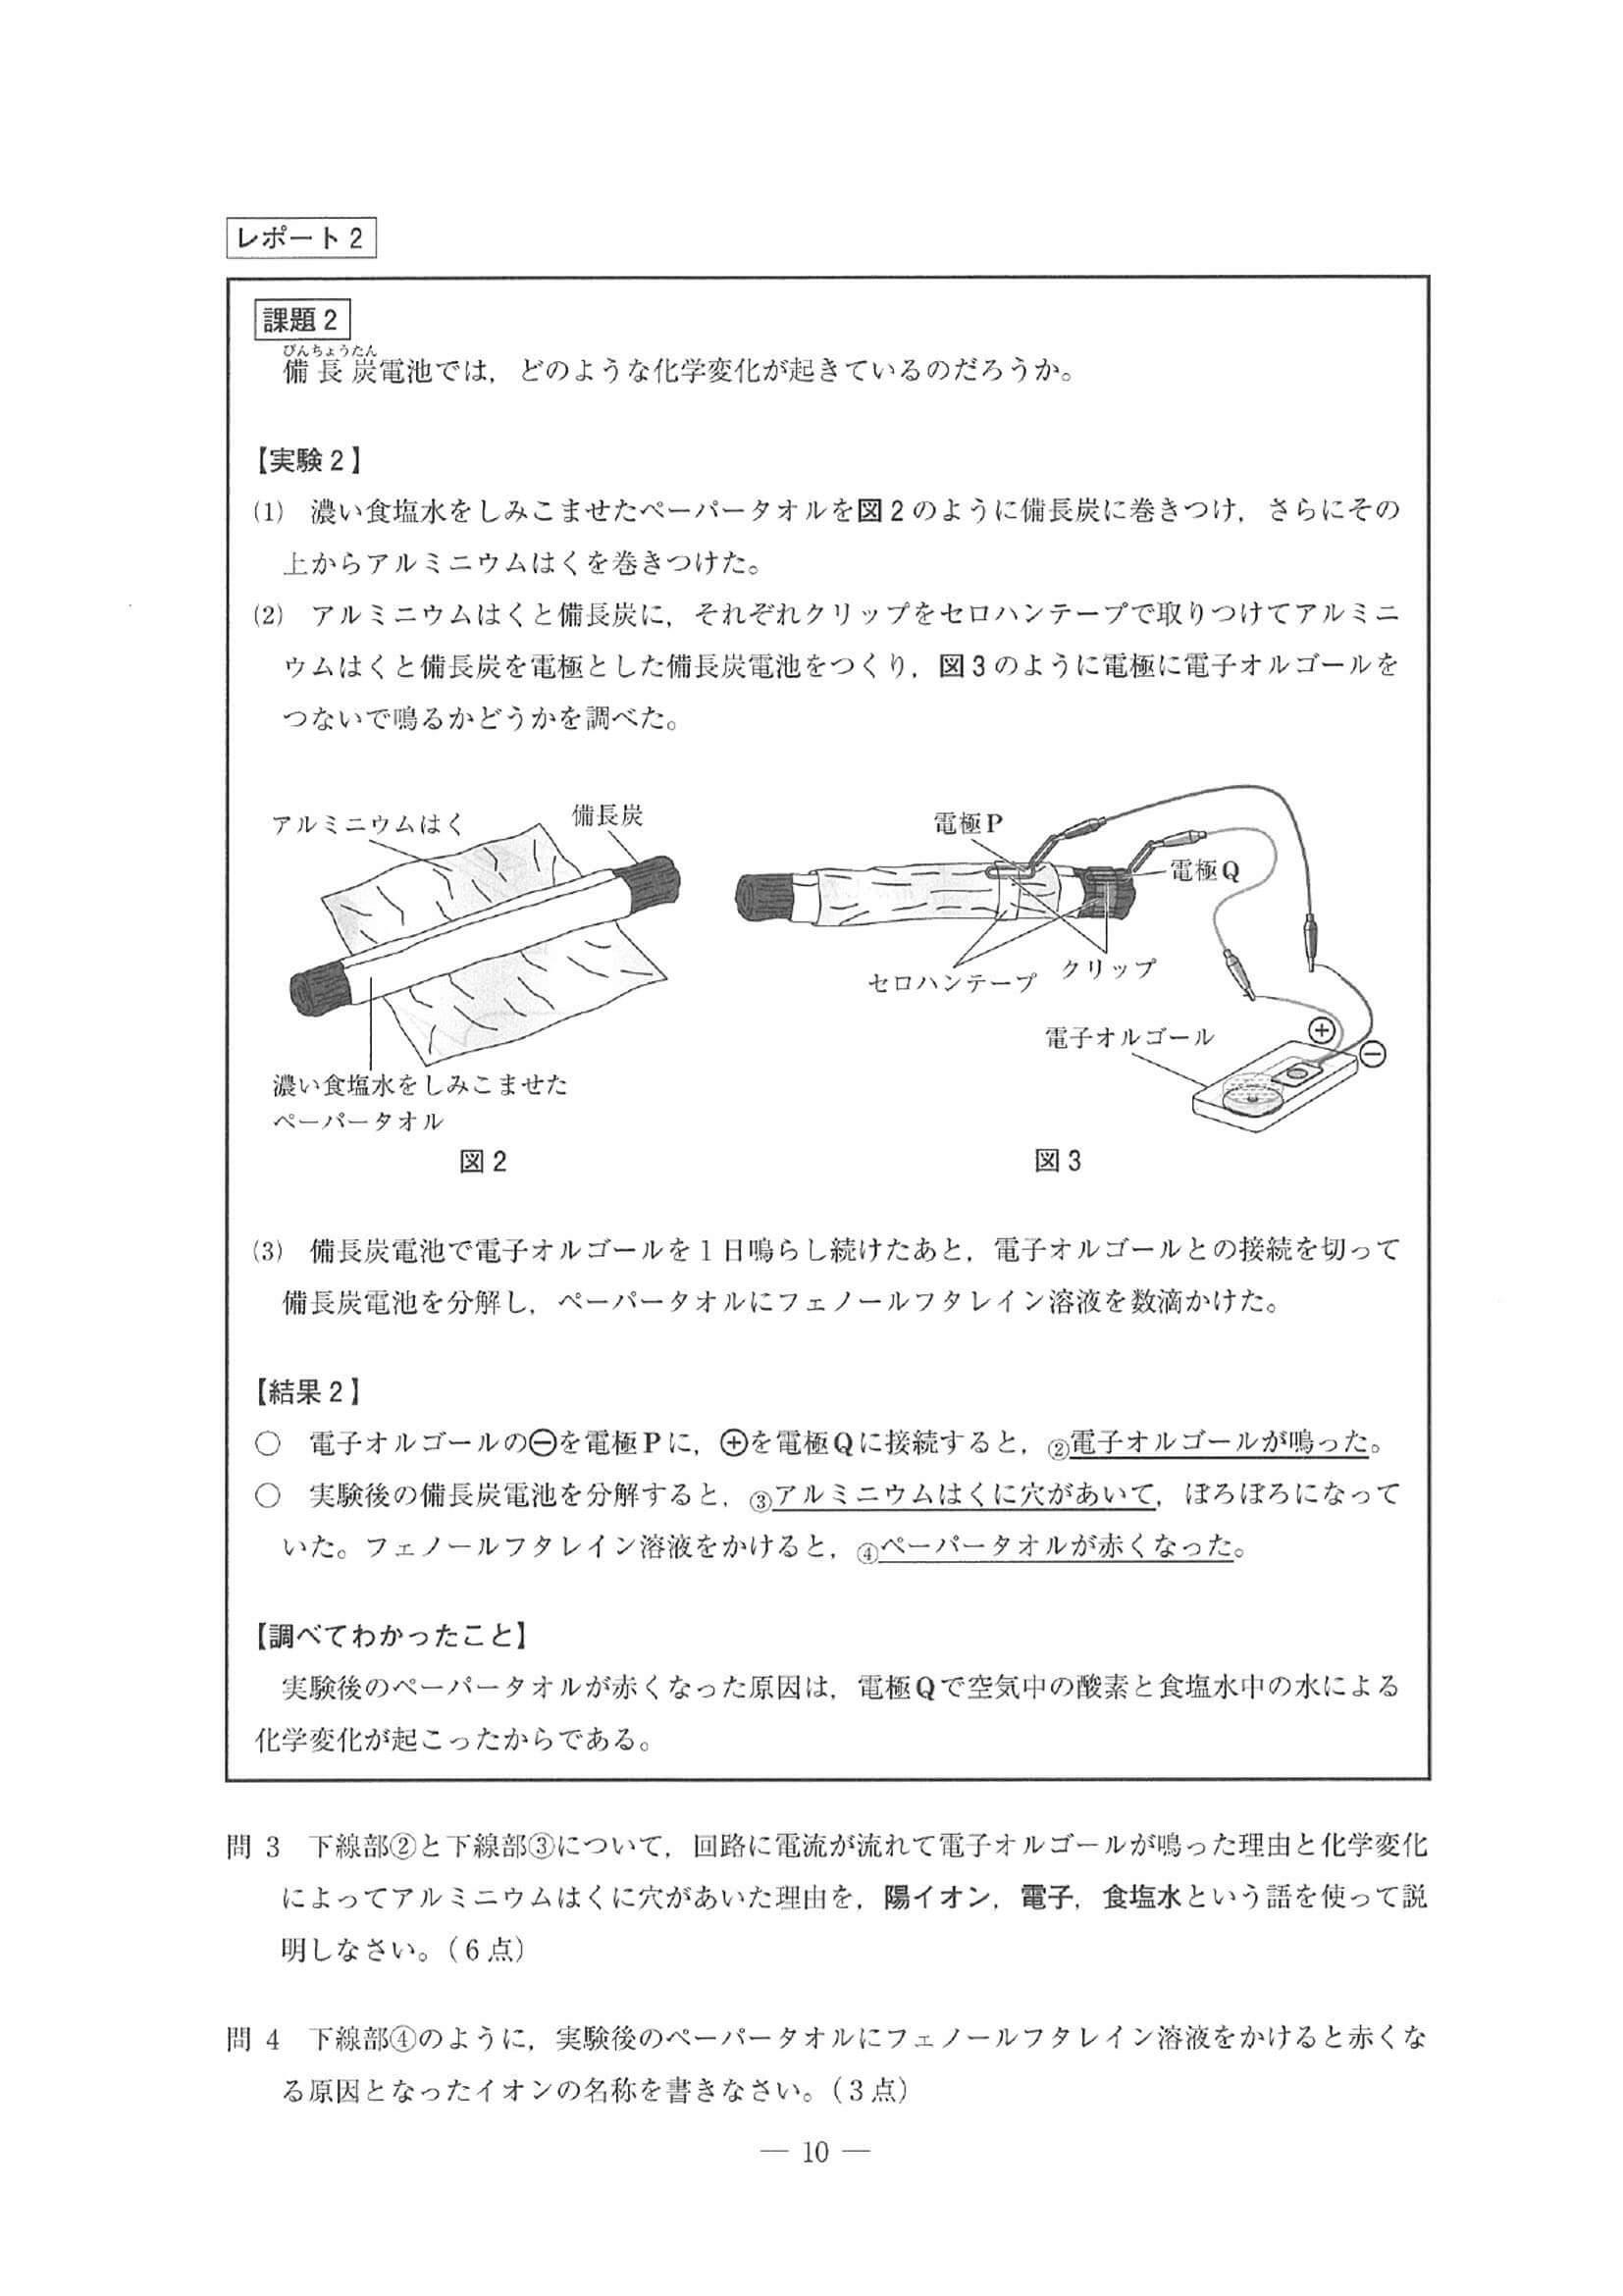 レポート2
課題2
びんちょうたん
備長炭電池では，どのような化学変化が起きているのだろうか。
【実験2】
(1) 濃い食塩水をしみこませたペーパータオルを図2のように備長炭に巻きつけ，さらにその
上からアルミニウムはくを巻きつけた。
(2) アルミニウムはくと備長炭に，それぞれクリップをセロハンテープで取りつけてアルミニ
ウムはくと備長炭を電極とした備長炭電池をつくり，図3のように電極に電子オルゴールを
つないで鳴るかどうかを調べた。
アルミニウムはく
備長炭
濃い食塩水をしみこませた
ペーパータオル
図2
電極P
電極Q
セロハンテープ
クリップ
電子オルゴール
⊕
⊖
図3
(3) 備長炭電池で電子オルゴールを1日鳴らし続けたあと，電子オルゴールとの接続を切って
備長炭電池を分解し，ペーパータオルにフェノールフタレイン溶液を数滴かけた。
【結果2】
○ 電子オルゴールの⊖を電極Pに，⊕を電極Qに接続すると，②電子オルゴールが鳴った。
○ 実験後の備長炭電池を分解すると，③アルミニウムはくに穴があいて，ぼろぼろになって
いた。フェノールフタレイン溶液をかけると，④ペーパータオルが赤くなった。
【調べてわかったこと】
実験後のペーパータオルが赤くなった原因は，電極Qで空気中の酸素と食塩水中の水による
化学変化が起こったからである。
問3 下線部②と下線部③について，回路に電流が流れて電子オルゴールが鳴った理由と化学変化
によってアルミニウムはくに穴があいた理由を，陽イオン，電子，食塩水という語を使って説
明しなさい。（6点）
問4 下線部④のように，実験後のペーパータオルにフェノールフタレイン溶液をかけると赤くな
る原因となったイオンの名称を書きなさい。（3点）
— 10 —